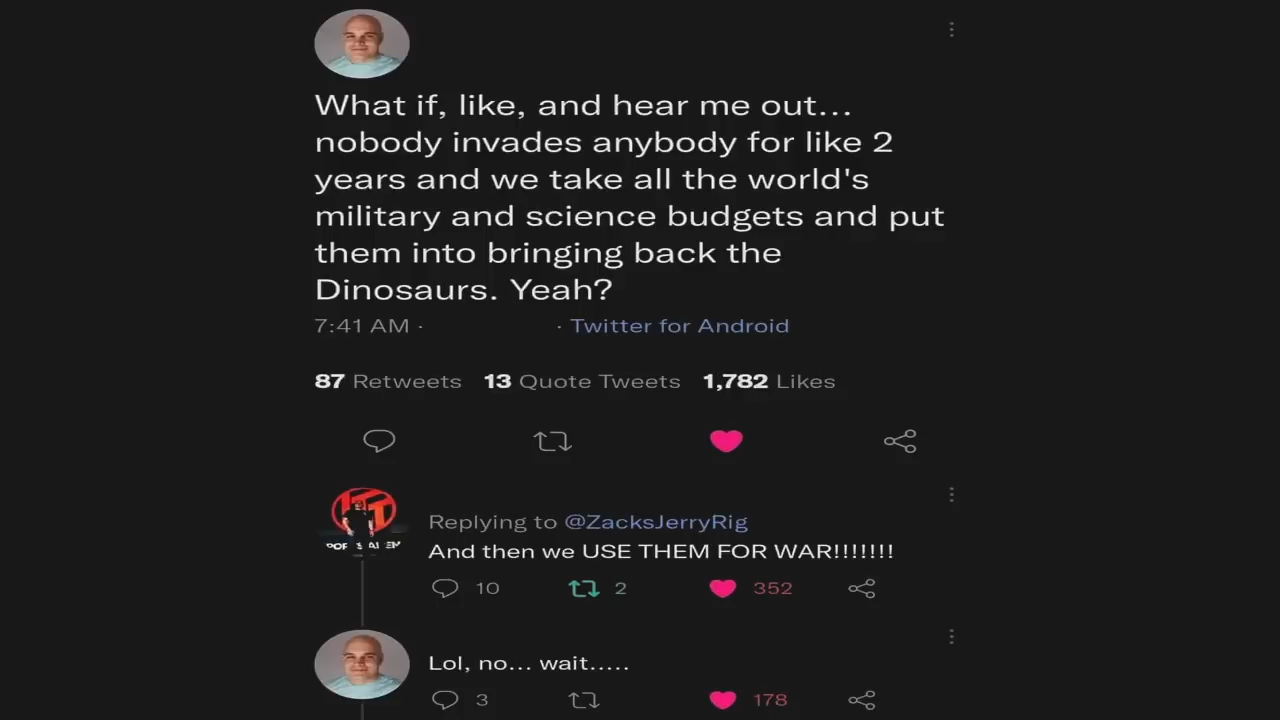 What if, like, and hear me out...
nobody invades anybody for like 2
years and we take all the world's
military and science budgets and put
them into bringing back the
Dinosaurs. Yeah?
7:41 AM · · Twitter for Android
87 Retweets 13 Quote Tweets 1,782 Likes
Replying to @ZacksJerryRig
And then we USE THEM FOR WAR!!!!!!!
10 2 352
Lol, no... wait.....
3 178